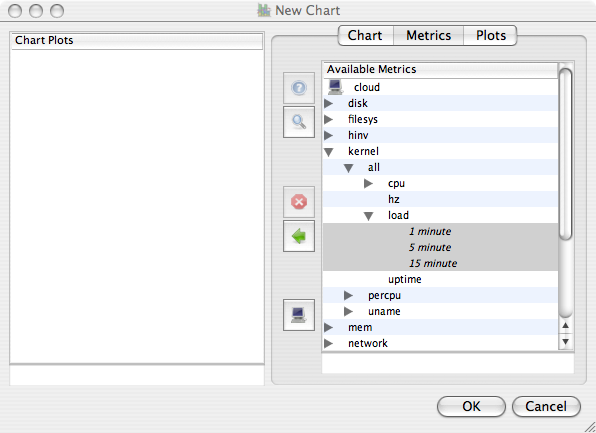 New Chart
Chart Plots
Chart Metrics Plots
Available Metrics
cloud
disk
filesys
hinv
kernel
all
cpu
hz
load
1 minute
5 minute
15 minute
uptime
percpu
uname
mem
network
OK Cancel